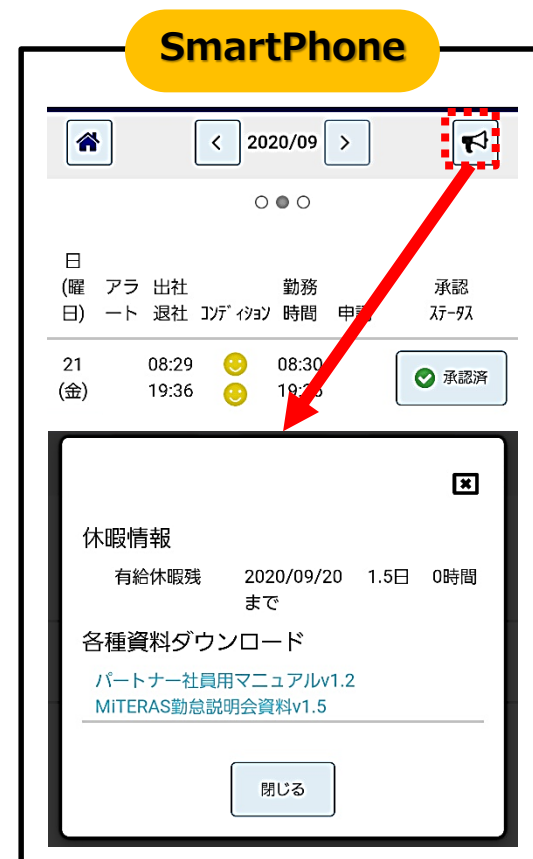 SmartPhone
2020/09
日
(曜 アラ 出社 勤務 承認
日) ート 退社 ｺﾝﾃﾞｨｼｮﾝ 時間 ｽﾃｰﾀｽ
21 08:29 08:30 承認済
(金) 19:36
休暇情報
有給休暇残 2020/09/20 1.5日 0時間
まで
各種資料ダウンロード
パートナー社員用マニュアルv1.2
MiTERAS勤怠説明会資料v1.5
閉じる